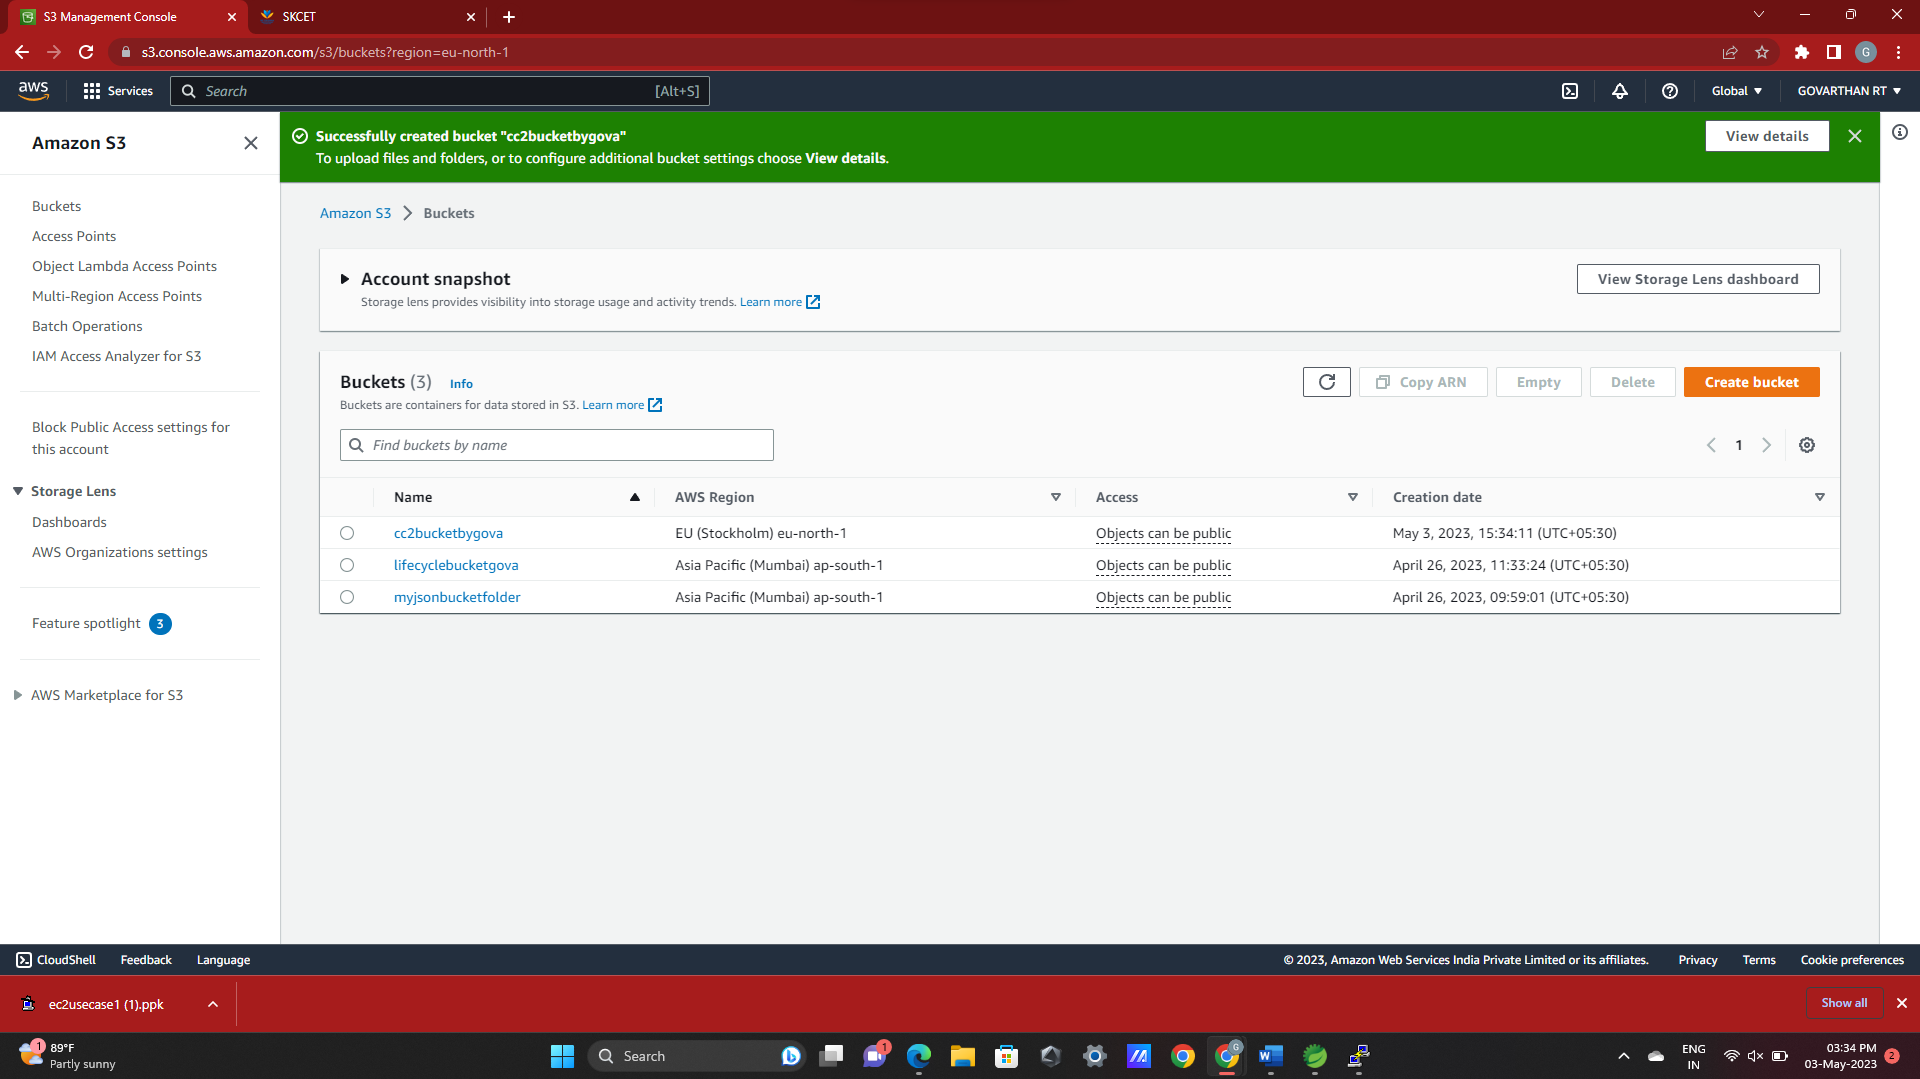 S3 Management Console
SKCET
s3.console.aws.amazon.com/s3/buckets?region=eu-north-1
G
aws
Services
Search
[Alt+S]
Global
GOVARTHAN RT
Amazon S3
Buckets
Access Points
Object Lambda Access Points
Multi-Region Access Points
Batch Operations
IAM Access Analyzer for S3
Block Public Access settings for
this account
Storage Lens
Dashboards
AWS Organizations settings
Feature spotlight 3
AWS Marketplace for S3
Successfully created bucket "cc2bucketbygova"
To upload files and folders, or to configure additional bucket settings choose View details.
View details
Amazon S3 > Buckets
Account snapshot
Storage lens provides visibility into storage usage and activity trends. Learn more
View Storage Lens dashboard
Buckets (3) Info
Buckets are containers for data stored in S3. Learn more
Copy ARN
Empty
Delete
Create bucket
Find buckets by name
1
Name AWS Region Access Creation date
cc2bucketbygova EU (Stockholm) eu-north-1 Objects can be public May 3, 2023, 15:34:11 (UTC+05:30)
lifecyclebucketgova Asia Pacific (Mumbai) ap-south-1 Objects can be public April 26, 2023, 11:33:24 (UTC+05:30)
myjsonbucketfolder Asia Pacific (Mumbai) ap-south-1 Objects can be public April 26, 2023, 09:59:01 (UTC+05:30)
CloudShell Feedback Language
© 2023, Amazon Web Services India Private Limited or its affiliates. Privacy Terms Cookie preferences
ec2usecase1 (1).ppk
Show all
1
89°F
Partly sunny
Search
1
G
ENG
IN
03:34 PM
03-May-2023
2